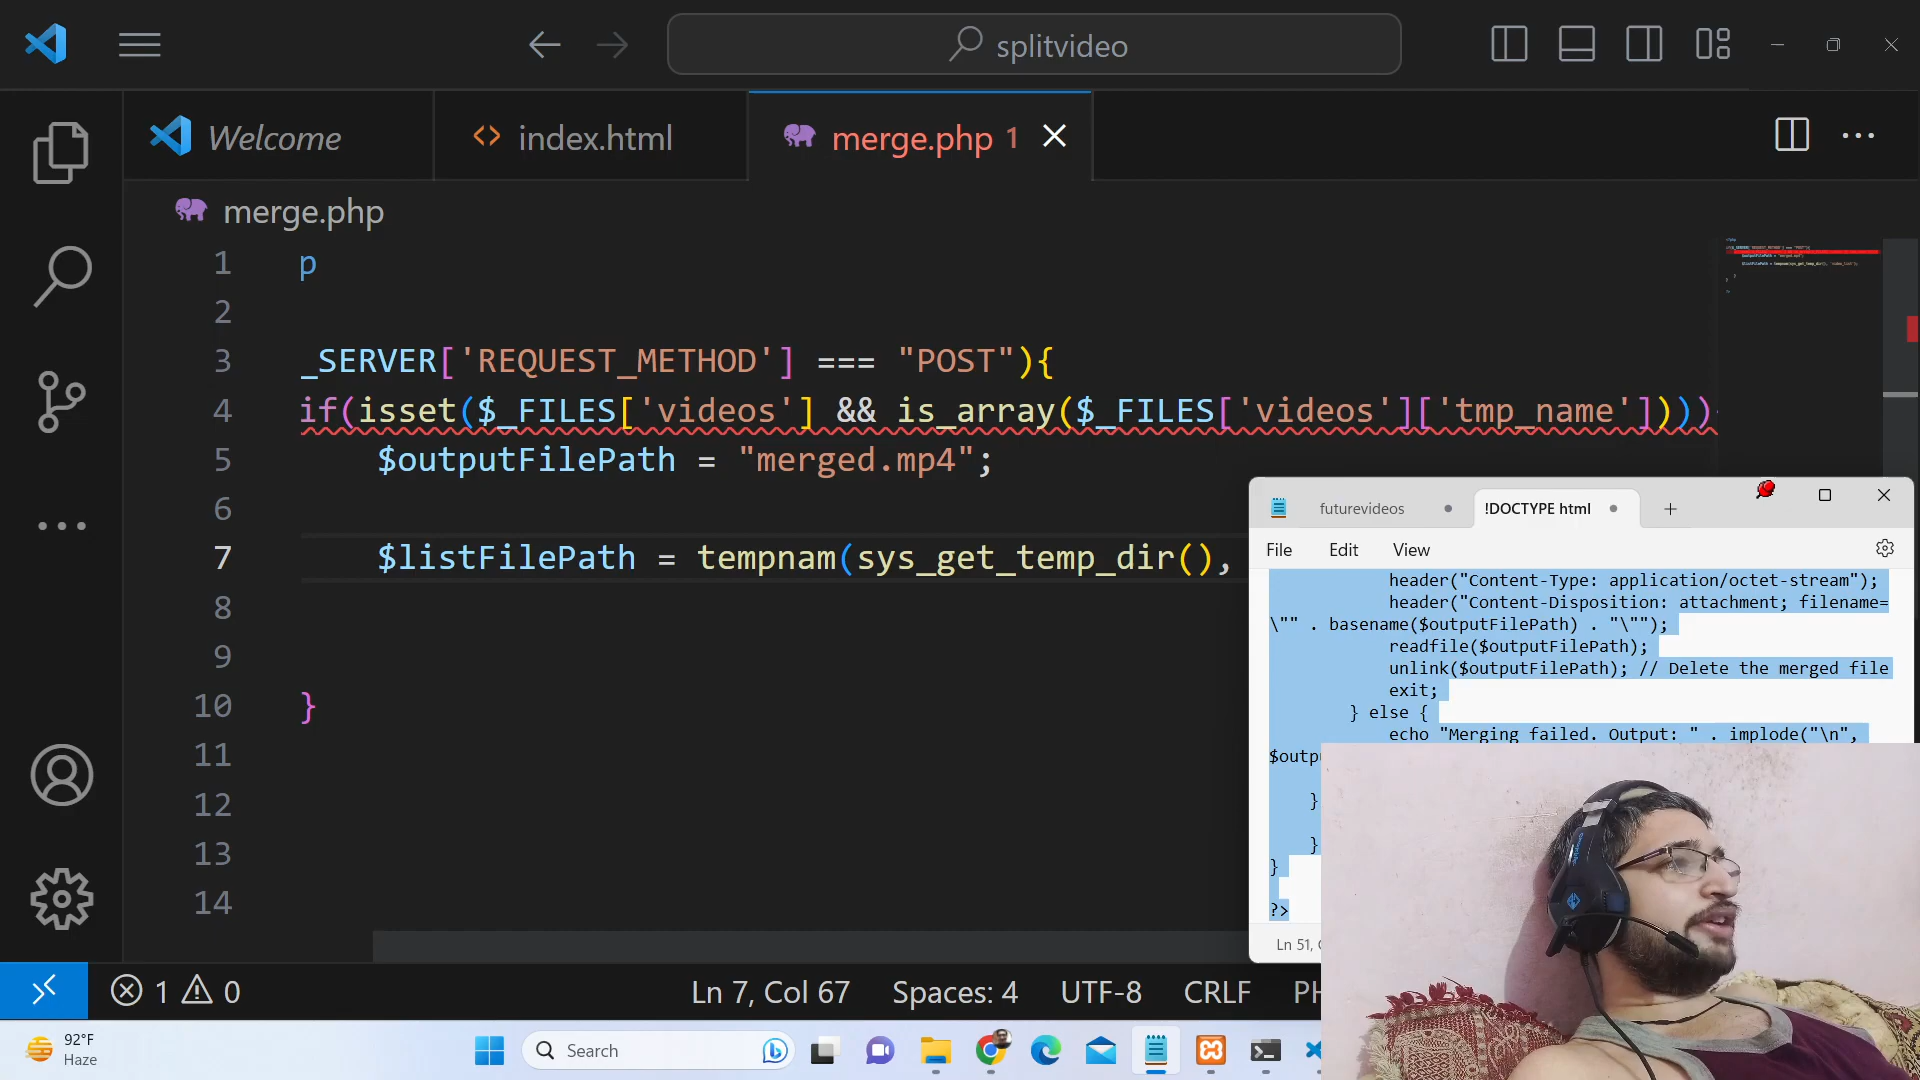 splitvideo
Welcome
index.html
merge.php 1
merge.php
1 p
2
3 _SERVER['REQUEST_METHOD'] === "POST"){
4 if(isset($_FILES['videos'] && is_array($_FILES['videos']['tmp_name'])))
5 $outputFilePath = "merged.mp4";
6
7 $listFilePath = tempnam(sys_get_temp_dir(),
8
9
10 }
11
12
13
14
futurevideos
!DOCTYPE html
File Edit View
header("Content-Type: application/octet-stream");
header("Content-Disposition: attachment; filename=
\"" . basename($outputFilePath) . "\"");
readfile($outputFilePath);
unlink($outputFilePath); // Delete the merged file
exit;
} else {
echo "Merging failed. Output: " . implode("\n",
}
}
}
?>
Ln 51,
1 0 Ln 7, Col 67 Spaces: 4 UTF-8 CRLF
92°F
Haze
Search